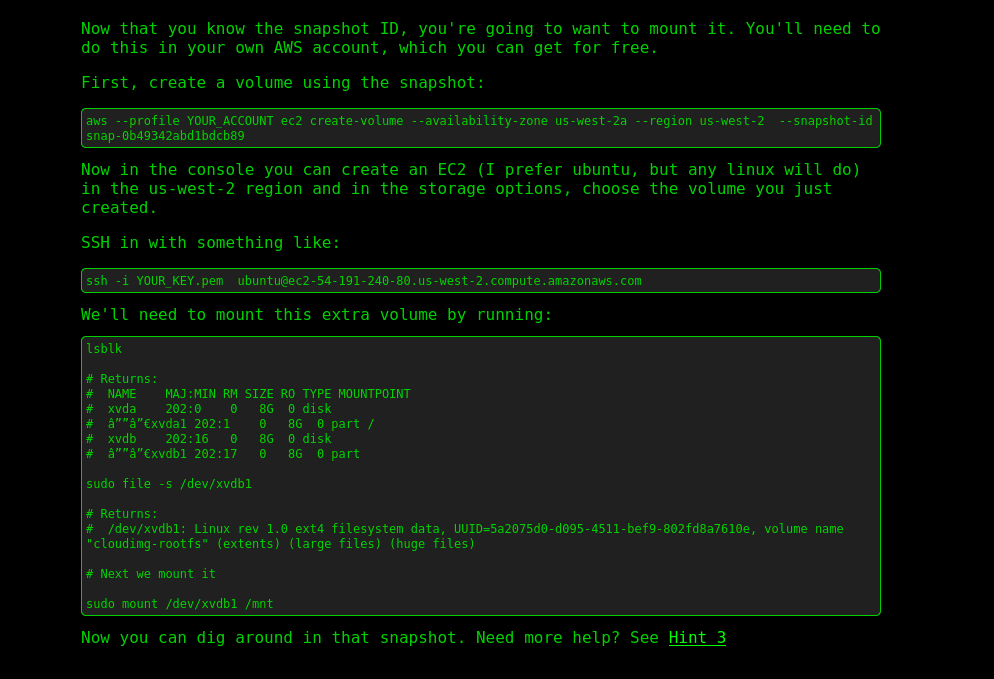 Now that you know the snapshot ID, you're going to want to mount it. You'll need to
do this in your own AWS account, which you can get for free.
First, create a volume using the snapshot:
aws --profile YOUR_ACCOUNT ec2 create-volume --availability-zone us-west-2a --region us-west-2  --snapshot-id
snap-0b49342abd1bdcb89
Now in the console you can create an EC2 (I prefer ubuntu, but any linux will do)
in the us-west-2 region and in the storage options, choose the volume you just
created.
SSH in with something like:
ssh -i YOUR_KEY.pem  ubuntu@ec2-54-191-240-80.us-west-2.compute.amazonaws.com
We'll need to mount this extra volume by running:
lsblk
# Returns:
#  NAME    MAJ:MIN RM SIZE RO TYPE MOUNTPOINT
#  xvda    202:0    0   8G  0 disk
#  â””â”€xvda1 202:1    0   8G  0 part /
#  xvdb    202:16   0   8G  0 disk
#  â””â”€xvdb1 202:17   0   8G  0 part
sudo file -s /dev/xvdb1
# Returns:
#  /dev/xvdb1: Linux rev 1.0 ext4 filesystem data, UUID=5a2075d0-d095-4511-bef9-802fd8a7610e, volume name
"cloudimg-rootfs" (extents) (large files) (huge files)
# Next we mount it
sudo mount /dev/xvdb1 /mnt
Now you can dig around in that snapshot. Need more help? See Hint 3